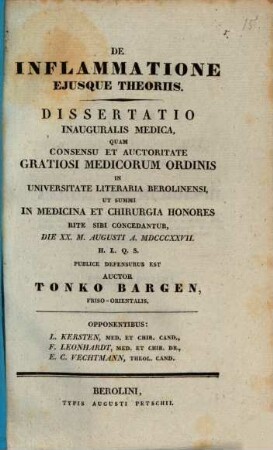 DE
INFLAMMATIONE
EJUSQUE THEORIIS.
DISSERTATIO
INAUGURALIS MEDICA,
QUAM
CONSENSU ET AUCTORITATE
GRATIOSI MEDICORUM ORDINIS
IN
UNIVERSITATE LITERARIA BEROLINENSI,
UT SUMMI
IN MEDICINA ET CHIRURGIA HONORES
RITE SIBI CONCEDANTUR,
DIE XX. M. AUGUSTI A. MDCCCXXVII.
H. L. Q. S.
PUBLICE DEFENSURUS EST
AUCTOR
TONKO BARGEN,
FRISO-ORIENTALIS.
OPPONENTIBUS:
L. KERSTEN, MED. ET CHIR. CAND.,
F. LEONHARDT, MED. ET CHIR. DR.,
E. C. VECHTMANN, THEOL. CAND.
BEROLINI,
TYPIS AUGUSTI PETSCHII.